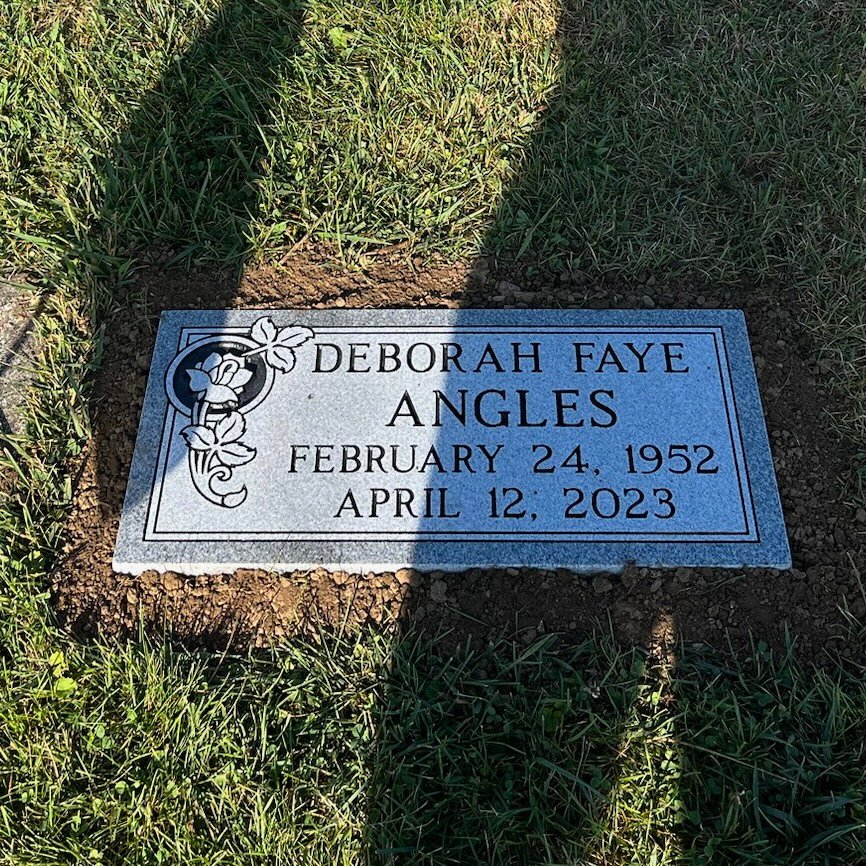 DEBORAH FAYE
ANGLES
FEBRUARY 24, 1952
APRIL 12, 2023